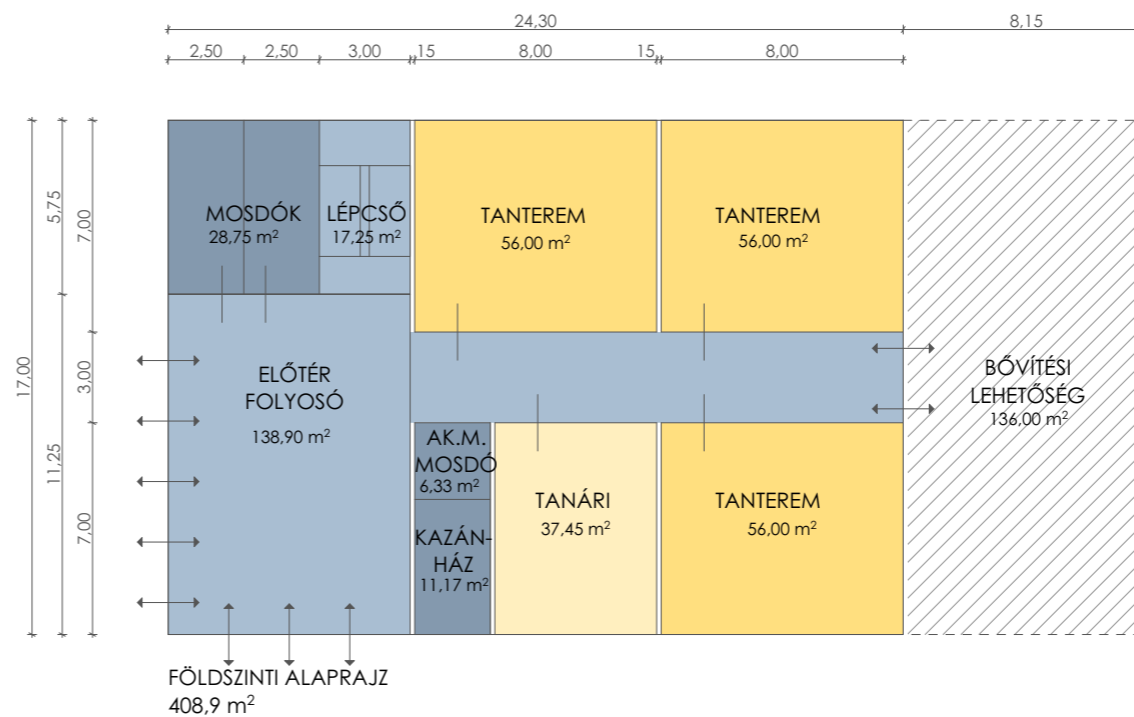 24,30
8,15
2,50
2,50
3,00
15
8,00
15
8,00
17,00
5,75
11,25
7,00
3,00
7,00
MOSDÓK
28,75 m²
LÉPCSŐ
17,25 m²
TANTEREM
56,00 m²
TANTEREM
56,00 m²
ELŐTÉR
FOLYOSÓ
138,90 m²
BŐVÍTÉSI
LEHETŐSÉG
136,00 m²
AK.M.
MOSDÓ
6,33 m²
KAZÁN-
HÁZ
11,17 m²
TANÁRI
37,45 m²
TANTEREM
56,00 m²
FÖLDSZINTI ALAPRAJZ
408,9 m²